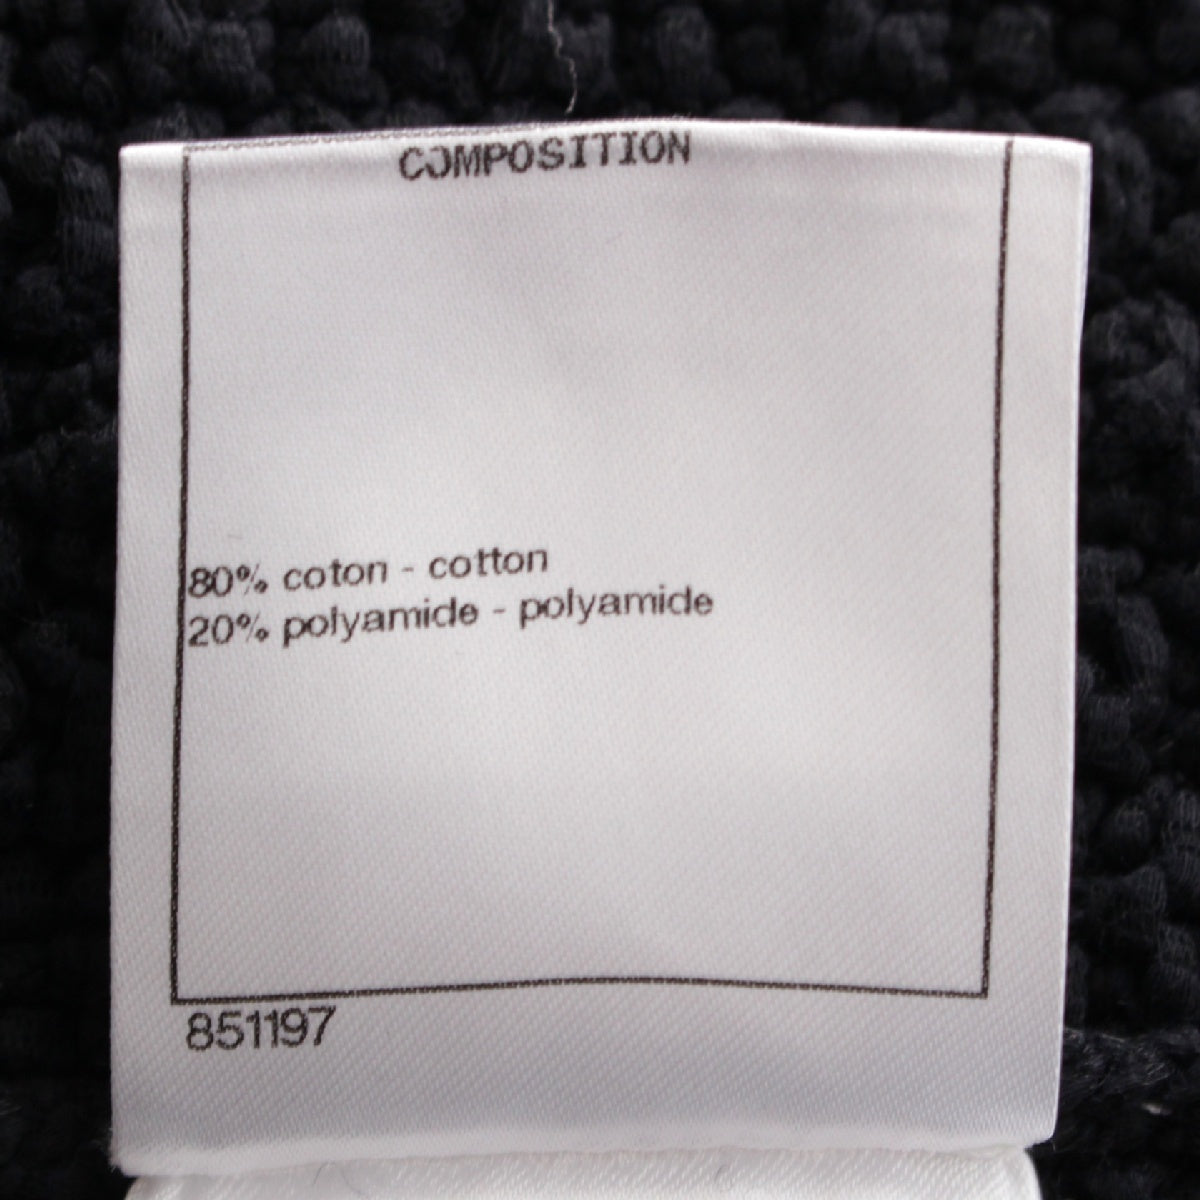 COMPOSITION
80% coton - cotton
20% polyamide - polyamide
851197